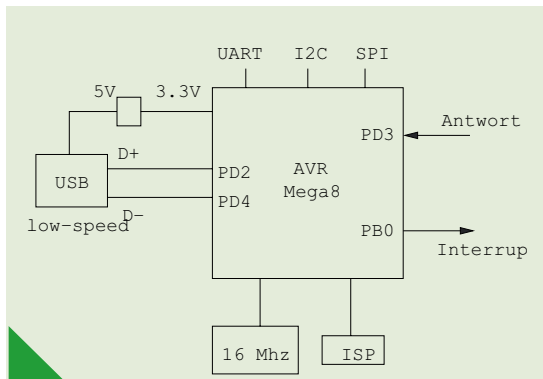 UART I2C SPI
5V 3.3V
Antwort
PD3
D+
AVR
USB
PD2
Mega8
PD4
D-
low-speed
PB0
Interrup
16 Mhz
ISP